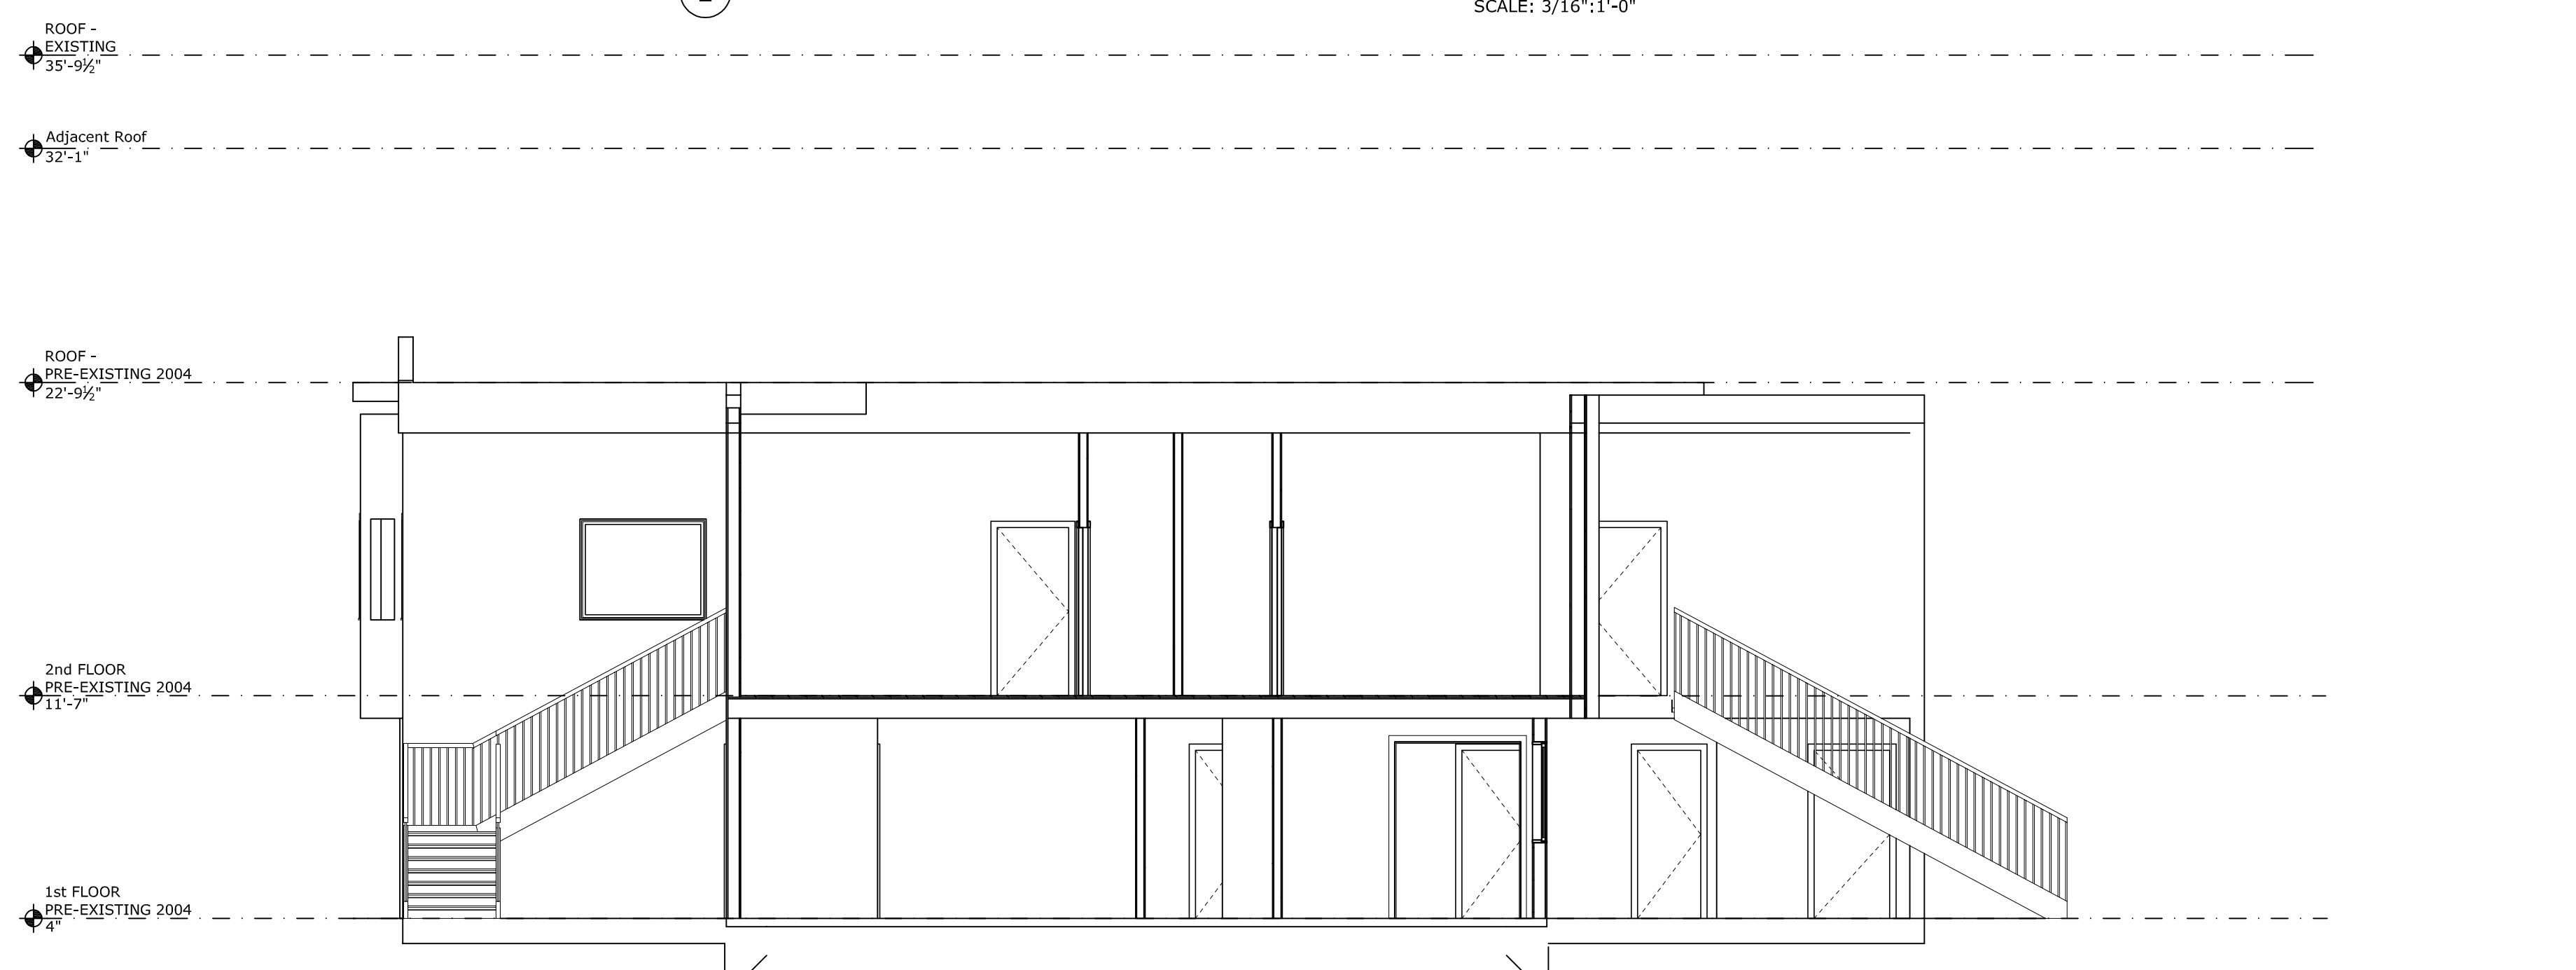 SCALE: 3/16":1'-0"
ROOF -
EXISTING
35'-9½"
Adjacent Roof
32'-1"
ROOF -
PRE-EXISTING 2004
22'-9½"
2nd FLOOR
PRE-EXISTING 2004
11'-7"
1st FLOOR
PRE-EXISTING 2004
4"